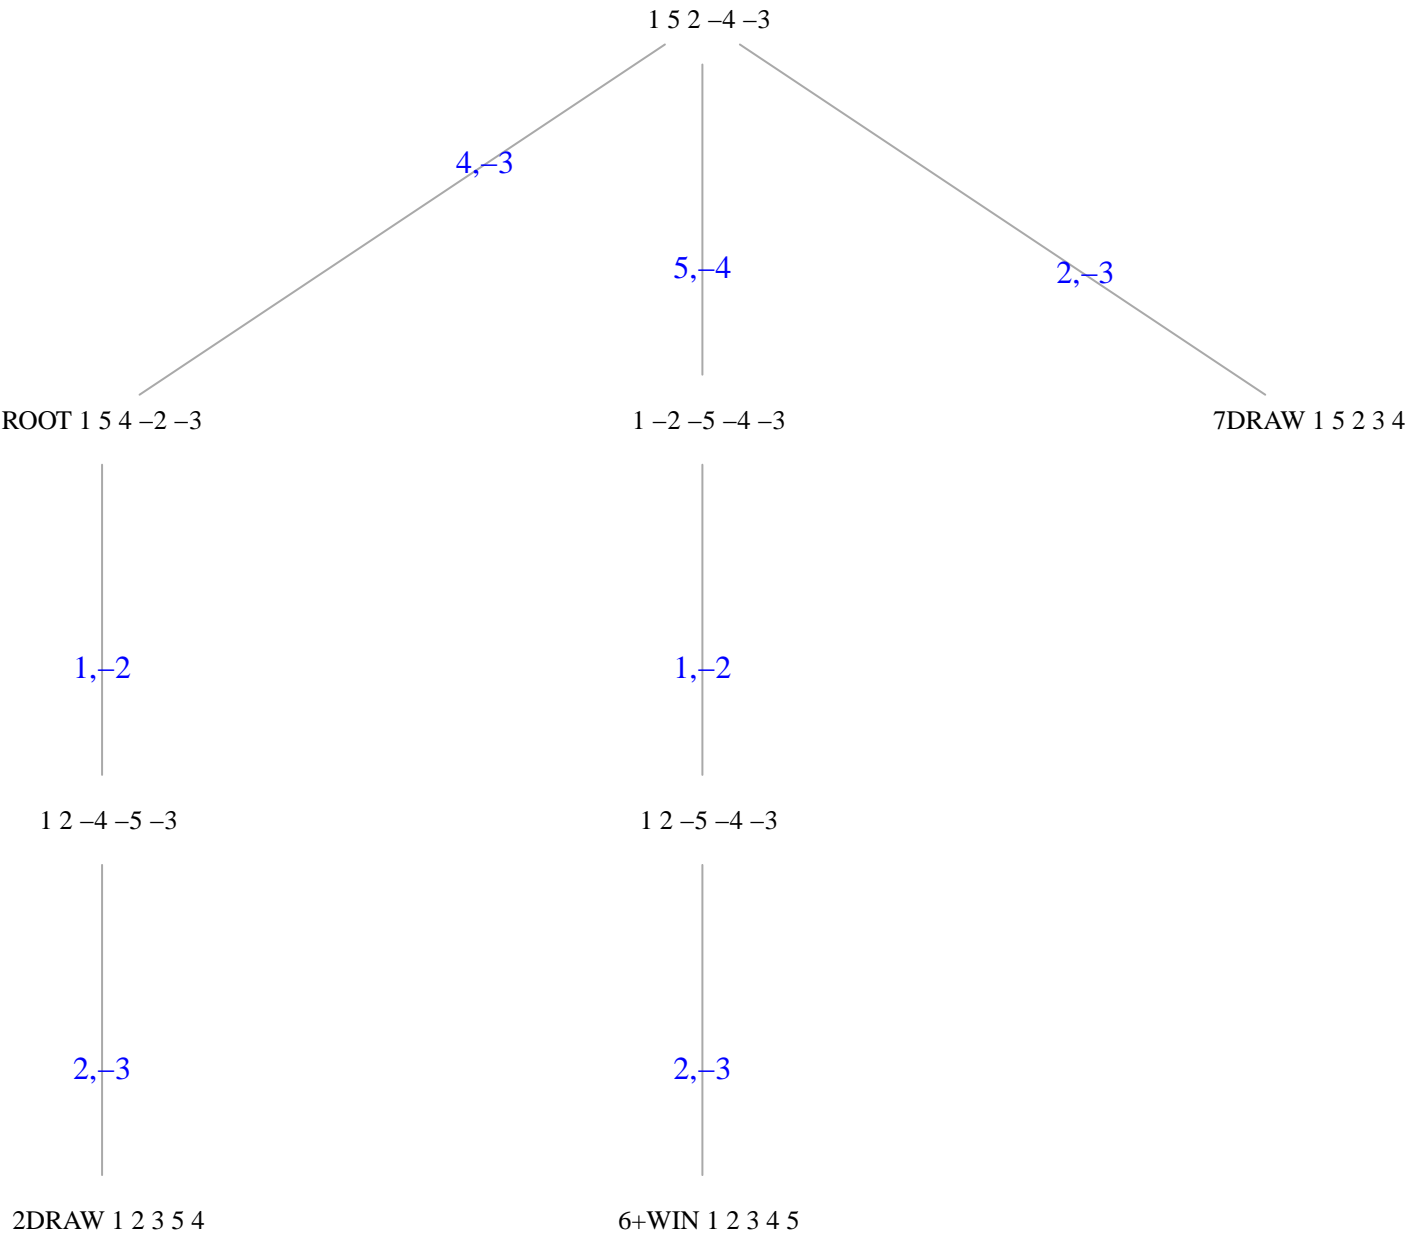 1 5 2 –4 –3
4,–3
5,–4
2,–3
ROOT 1 5 4 –2 –3
1 –2 –5 –4 –3
7DRAW 1 5 2 3 4
1,–2
1,–2
1 2 –4 –5 –3
1 2 –5 –4 –3
2,–3
2,–3
2DRAW 1 2 3 5 4
6+WIN 1 2 3 4 5